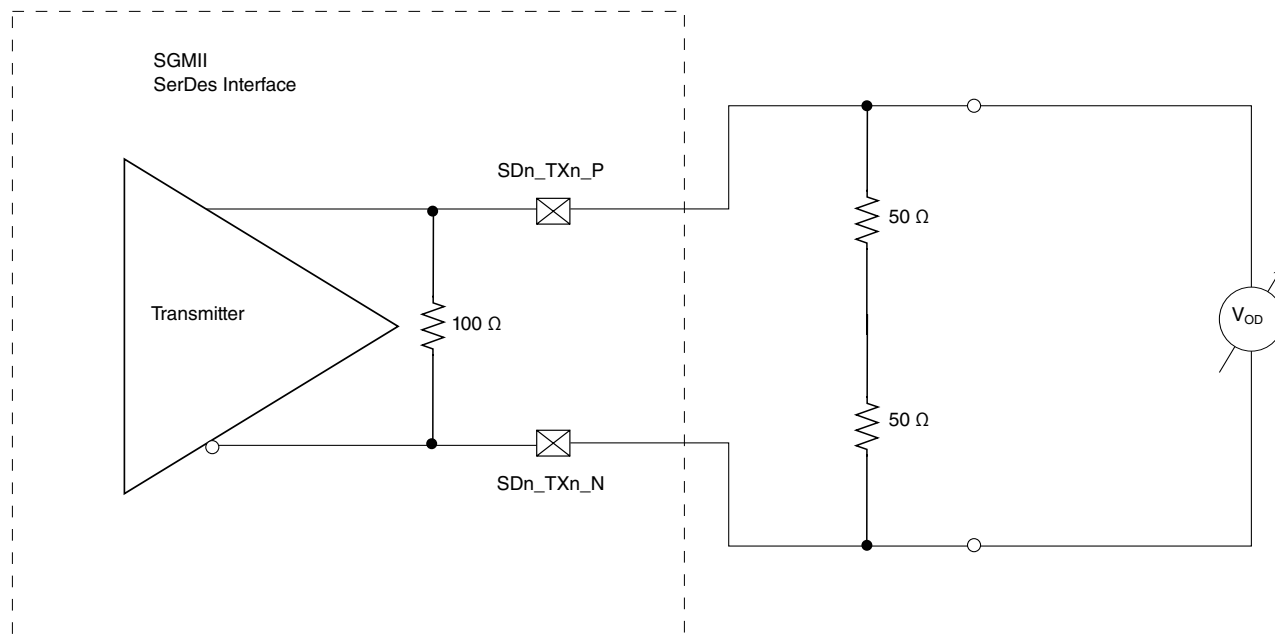 SGMII
SerDes Interface
SDn_TXn_P
50 Ω
Transmitter
100 Ω
VOD
50 Ω
SDn_TXn_N